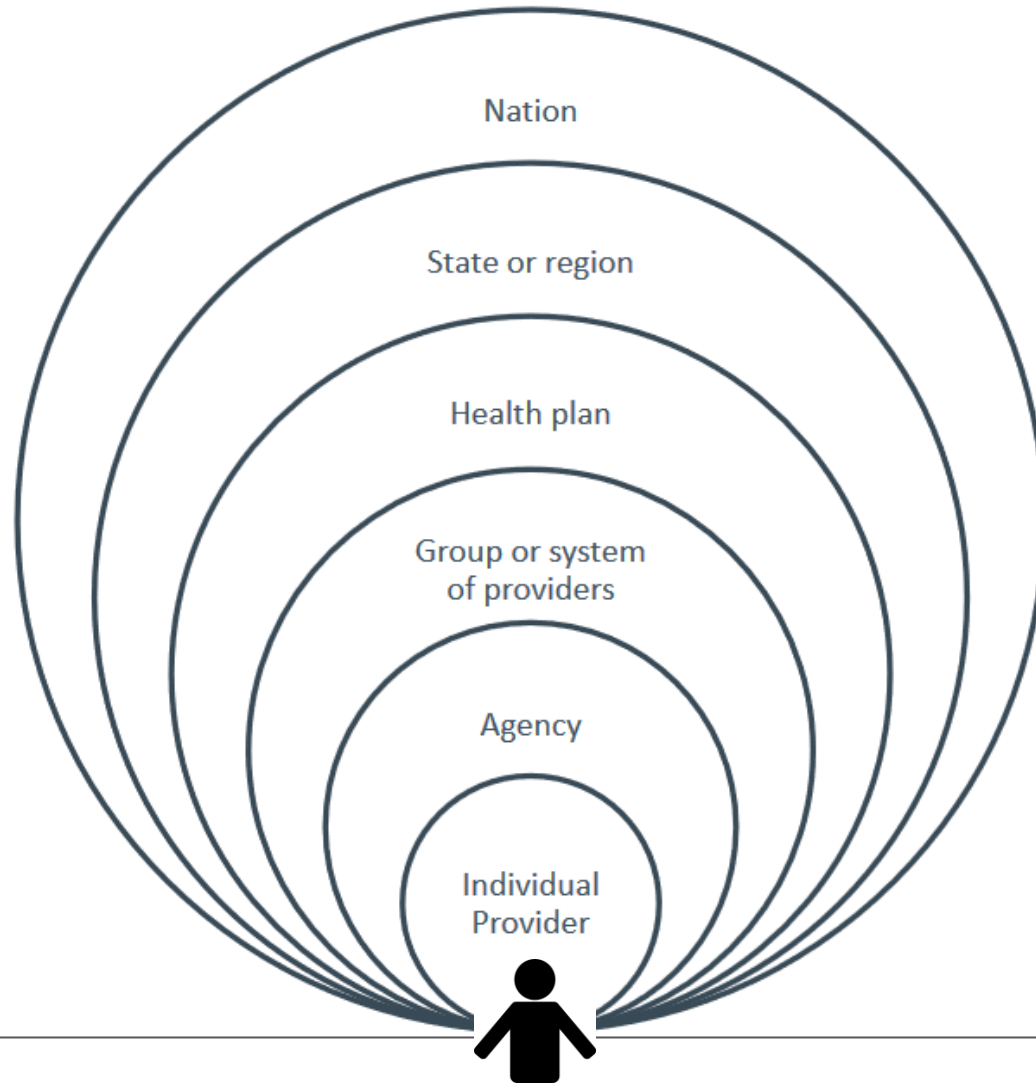 Nation
State or region
Health plan
Group or system
of providers
Agency
Individual
Provider